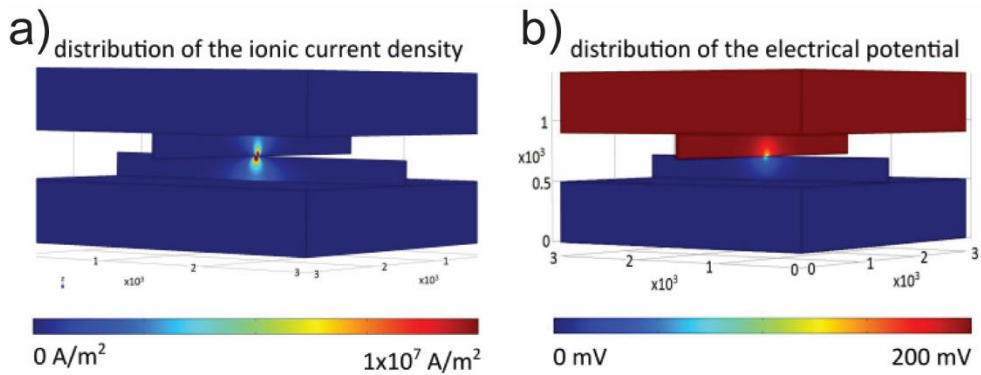 a) distribution of the ionic current density
1
2
3
3
2
1
x10³
x10³
0 A/m²
1x10⁷ A/m²
b) distribution of the electrical potential
1
x10³
0.5
0
3
2
1
0
0
1
2
3
x10³
x10³
0 mV
200 mV